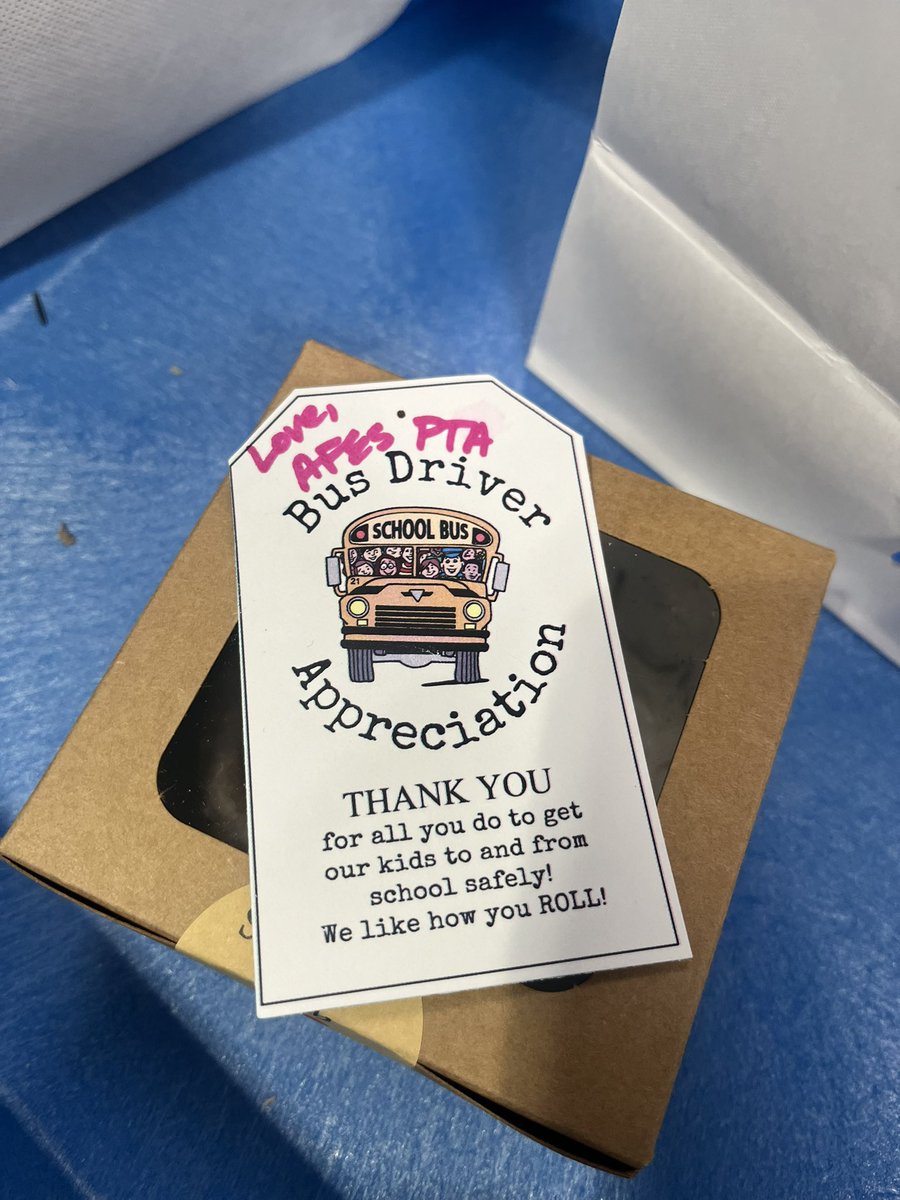 Love,
APES PTA
Bus Driver
SCHOOL BUS
21
Appreciation
THANK YOU
for all you do to get
our kids to and from
school safely!
We like how you ROLL!